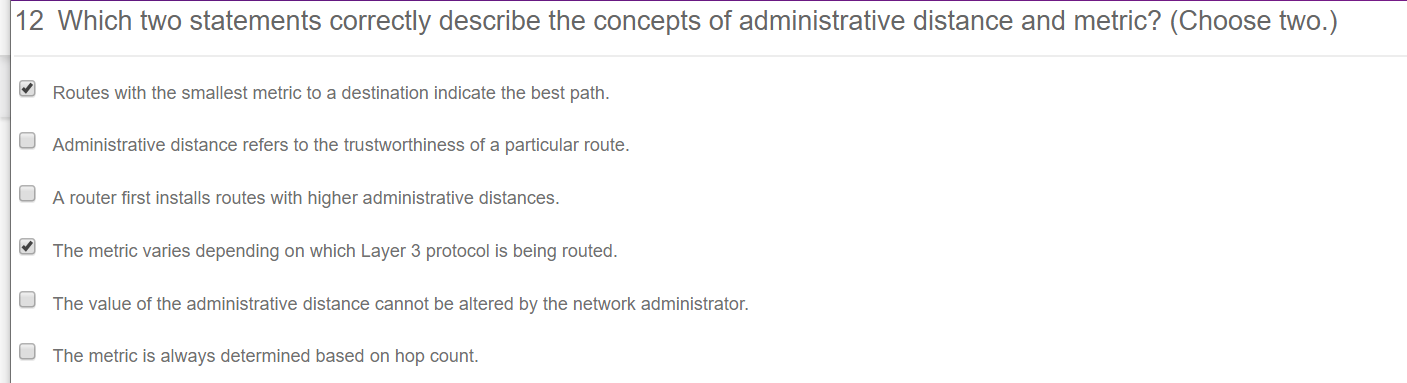 12 Which two statements correctly describe the concepts of administrative distance and metric? (Choose two.)
Routes with the smallest metric to a destination indicate the best path.
Administrative distance refers to the trustworthiness of a particular route.
A router first installs routes with higher administrative distances.
The metric varies depending on which Layer 3 protocol is being routed.
The value of the administrative distance cannot be altered by the network administrator.
The metric is always determined based on hop count.